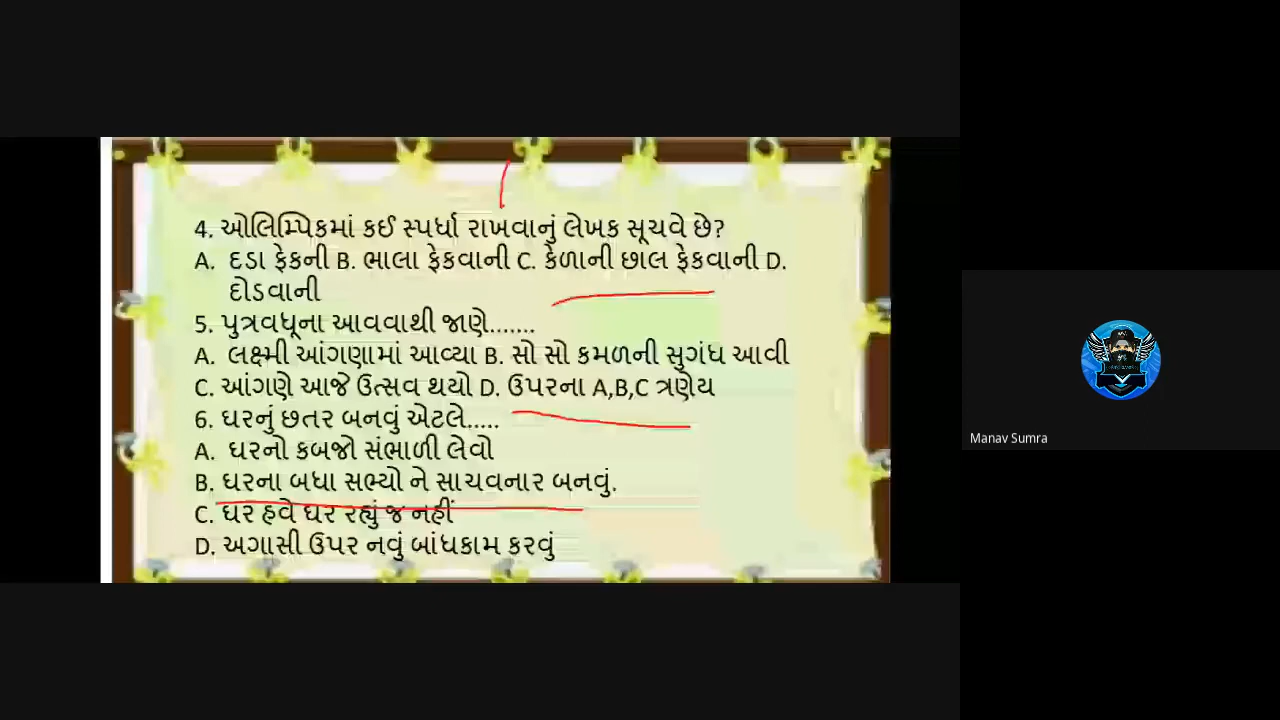 4. ઓલિમ્પિકમાં કઈ સ્પર્ધા રાખવાનું લેખક સૂચવે છે?
A. દડા ફેકની B. ભાલા ફેકવાની C. કેળાની છાલ ફેકવાની D.
દોડવાની
5. પુત્રવધૂના આવવાથી જાણે.......
A. લક્ષ્મી આંગણામાં આવ્યા B. સો સો કમળની સુગંધ આવી
C. આંગણે આજે ઉત્સવ થયો D. ઉપરના A,B,C ત્રણેય
6. ઘરનું છતર બનવું એટલે.....
A. ઘરનો કબજો સંભાળી લેવો
B. ઘરના બધા સભ્યો ને સાચવનાર બનવું.
C. ઘર હવે ઘર રહ્યું જ નહીં
D. અગાસી ઉપર નવું બાંધકામ કરવું
Manav Sumra